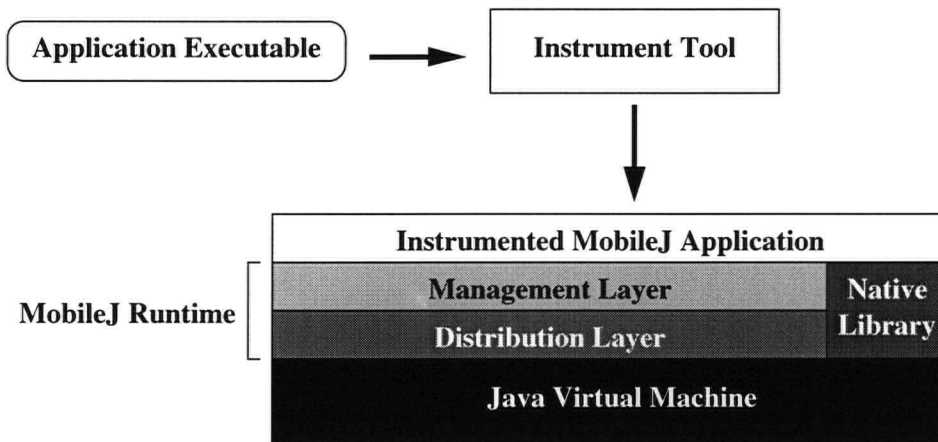 Application Executable
Instrument Tool
Instrumented MobileJ Application
MobileJ Runtime
Management Layer
Native
Library
Distribution Layer
Java Virtual Machine